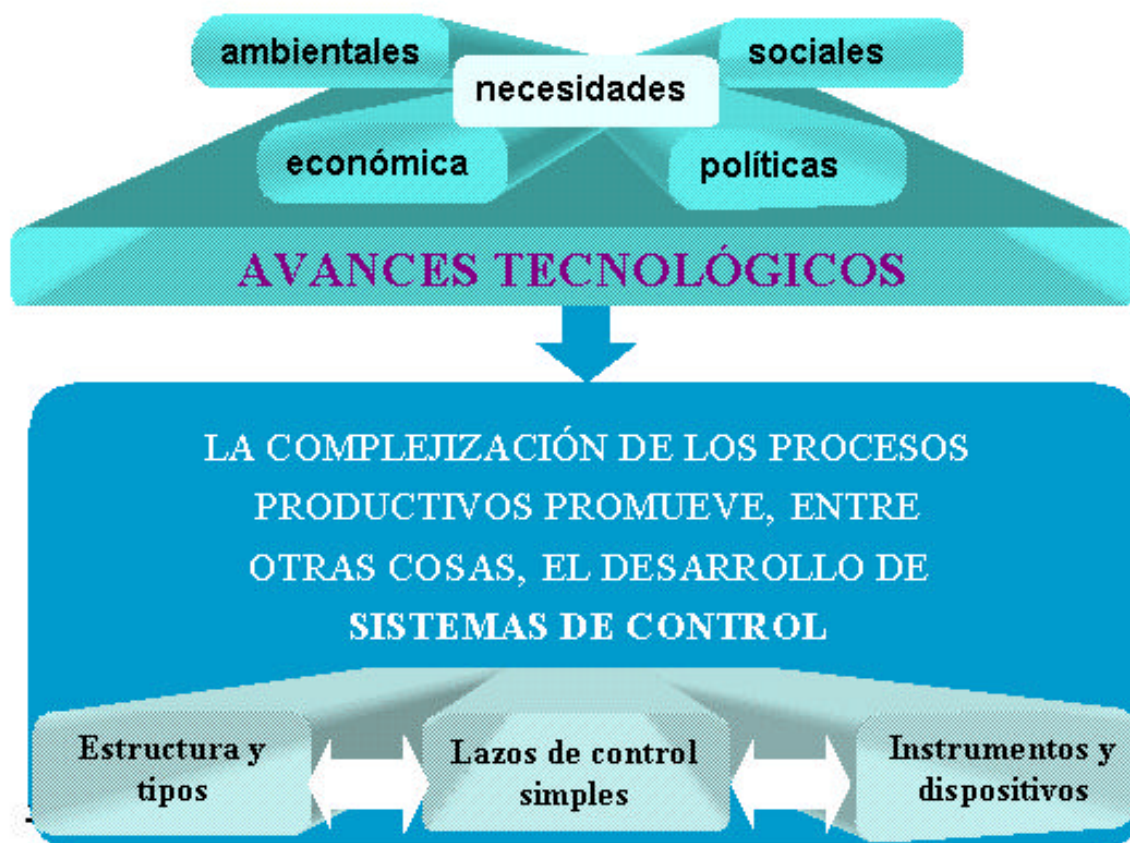 ambientales
sociales
necesidades
económica
políticas
AVANCES TECNOLÓGICOS
LA COMPLEJIZACIÓN DE LOS PROCESOS
PRODUCTIVOS PROMUEVE, ENTRE
OTRAS COSAS, EL DESARROLLO DE
SISTEMAS DE CONTROL
Estructura y
tipos
Lazos de control
simples
Instrumentos y
dispositivos